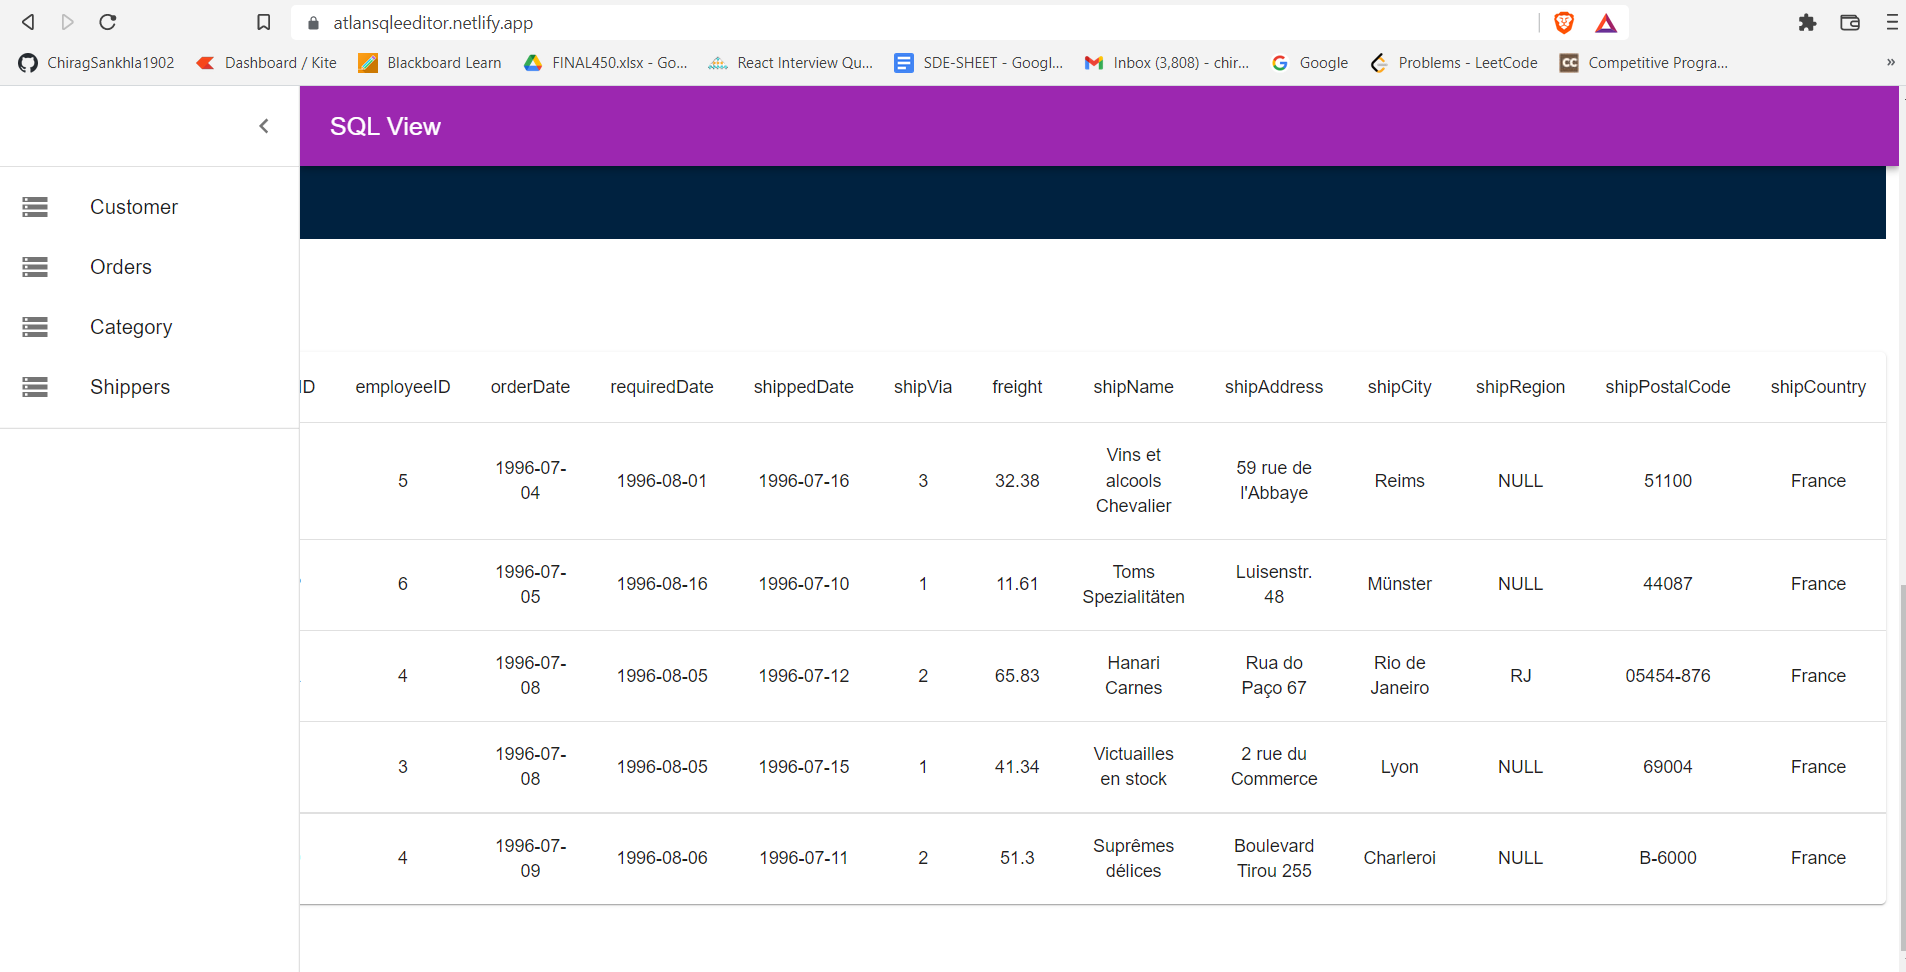 atlansqleeditor.netlify.app
ChiragSankhla1902 Dashboard / Kite Blackboard Learn FINAL450.xlsx - Go... React Interview Qu... SDE-SHEET - Googl... Inbox (3,808) - chir... Google Problems - LeetCode CC Competitive Progra... »
SQL View
Customer
Orders
Category
Shippers
ID employeeID orderDate requiredDate shippedDate shipVia freight shipName shipAddress shipCity shipRegion shipPostalCode shipCountry
5 1996-07-04 1996-08-01 1996-07-16 3 32.38 Vins et alcools Chevalier 59 rue de l'Abbaye Reims NULL 51100 France
6 1996-07-05 1996-08-16 1996-07-10 1 11.61 Toms Spezialitäten Luisenstr. 48 Münster NULL 44087 France
4 1996-07-08 1996-08-05 1996-07-12 2 65.83 Hanari Carnes Rua do Paço 67 Rio de Janeiro RJ 05454-876 France
3 1996-07-08 1996-08-05 1996-07-15 1 41.34 Victuailles en stock 2 rue du Commerce Lyon NULL 69004 France
4 1996-07-09 1996-08-06 1996-07-11 2 51.3 Suprêmes délices Boulevard Tirou 255 Charleroi NULL B-6000 France